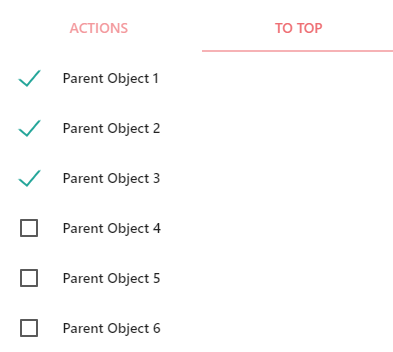 ACTIONS TO TOP
Parent Object 1
Parent Object 2
Parent Object 3
Parent Object 4
Parent Object 5
Parent Object 6